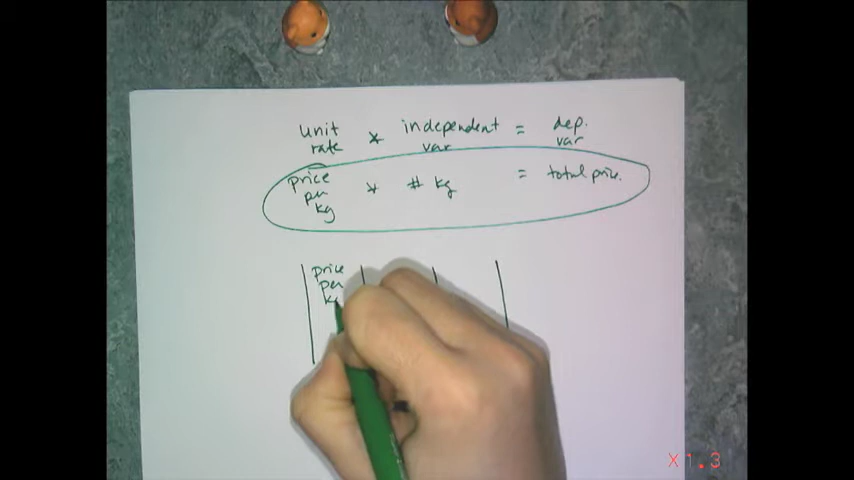 unit rate * independent var = dep. var
price per kg * # kg = total price.
price
per
kg
X1.3